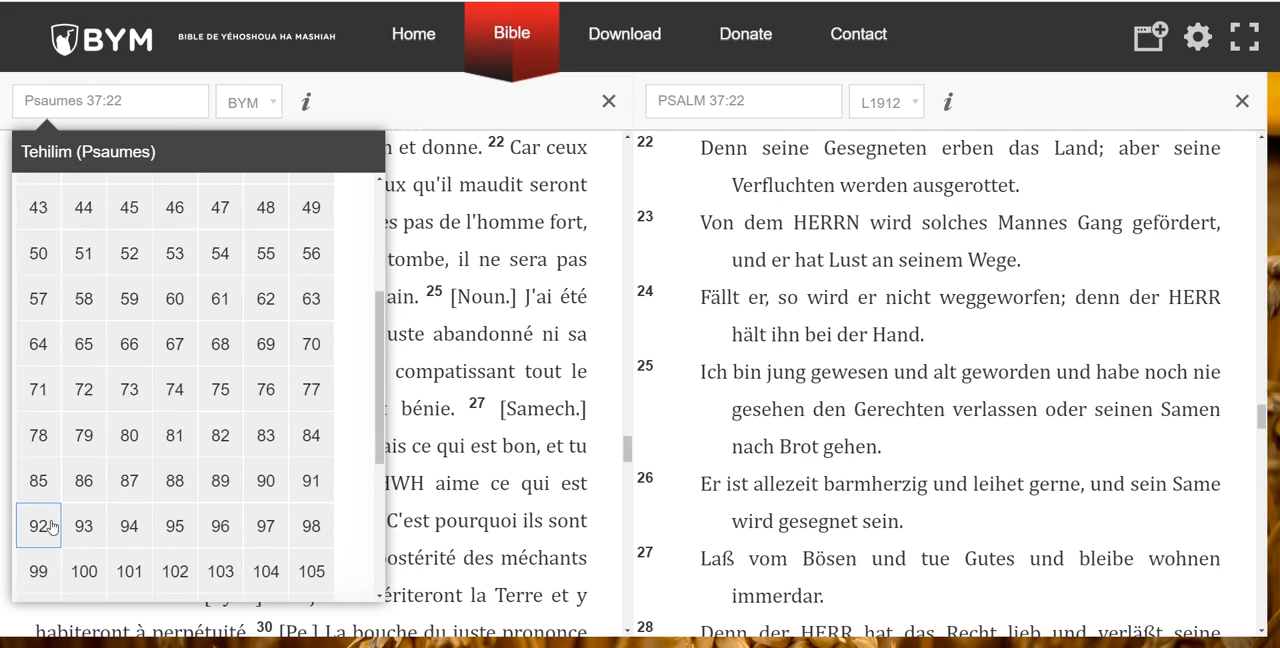 BYM BIBLE DE YÉHOSHOUA HA MASHIAH Home Bible Download Donate Contact
Psaumes 37:22 BYM i
Tehilim (Psaumes)
43 44 45 46 47 48 49
50 51 52 53 54 55 56
57 58 59 60 61 62 63
64 65 66 67 68 69 70
71 72 73 74 75 76 77
78 79 80 81 82 83 84
85 86 87 88 89 90 91
92 93 94 95 96 97 98
99 100 101 102 103 104 105
et donne. 22 Car ceux
qu'il maudit seront
pas de l'homme fort,
tombe, il ne sera pas
25 [Noun.] J'ai été
abandonné ni sa
compatissant tout le
bénie. 27 [Samech.]
ce qui est bon, et tu
aime ce qui est
C'est pourquoi ils sont
des méchants
la Terre et y
habiteront à perpétuité. 30 [Pe.] La bouche du juste prononce
PSALM 37:22 L1912 i
22 Denn seine Gesegneten erben das Land; aber seine
Verfluchten werden ausgerottet.
23 Von dem HERRN wird solches Mannes Gang gefördert,
und er hat Lust an seinem Wege.
24 Fällt er, so wird er nicht weggeworfen; denn der HERR
hält ihn bei der Hand.
25 Ich bin jung gewesen und alt geworden und habe noch nie
gesehen den Gerechten verlassen oder seinen Samen
nach Brot gehen.
26 Er ist allezeit barmherzig und leihet gerne, und sein Same
wird gesegnet sein.
27 Laß vom Bösen und tue Gutes und bleibe wohnen
immerdar.
28 Denn der HERR hat das Recht lieb und verläßt seine